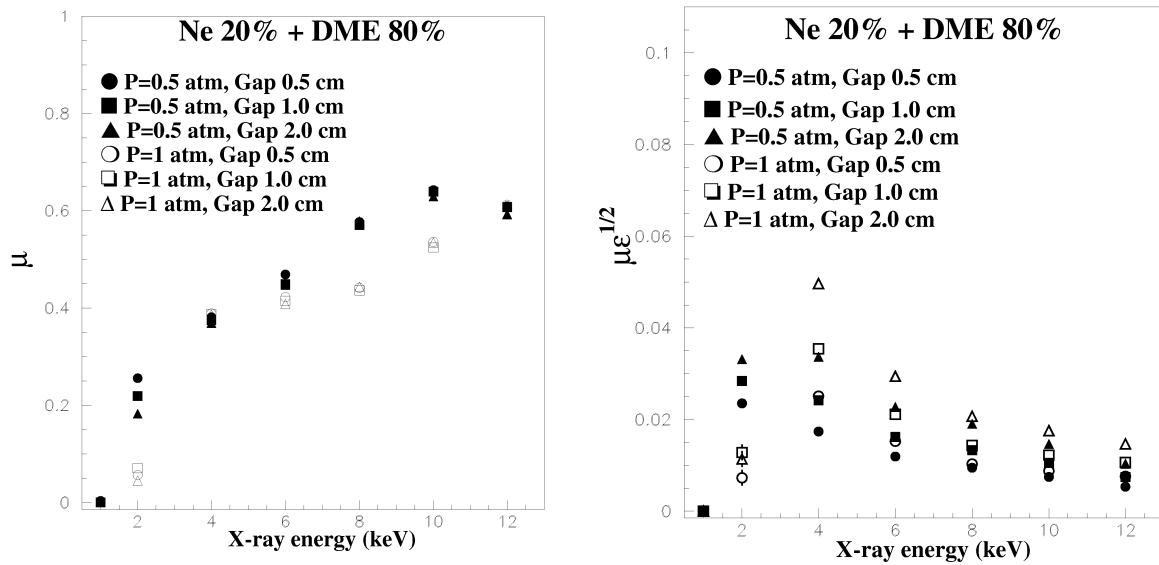 Ne 20% + DME 80%
P=0.5 atm, Gap 0.5 cm
P=0.5 atm, Gap 1.0 cm
P=0.5 atm, Gap 2.0 cm
P=1 atm, Gap 0.5 cm
P=1 atm, Gap 1.0 cm
P=1 atm, Gap 2.0 cm
1
0.8
0.6
0.4
0.2
0
μ
2 4 6 8 10 12
X-ray energy (keV)
Ne 20% + DME 80%
P=0.5 atm, Gap 0.5 cm
P=0.5 atm, Gap 1.0 cm
P=0.5 atm, Gap 2.0 cm
P=1 atm, Gap 0.5 cm
P=1 atm, Gap 1.0 cm
P=1 atm, Gap 2.0 cm
0.1
0.08
0.06
0.04
0.02
0
με^1/2
2 4 6 8 10 12
X-ray energy (keV)